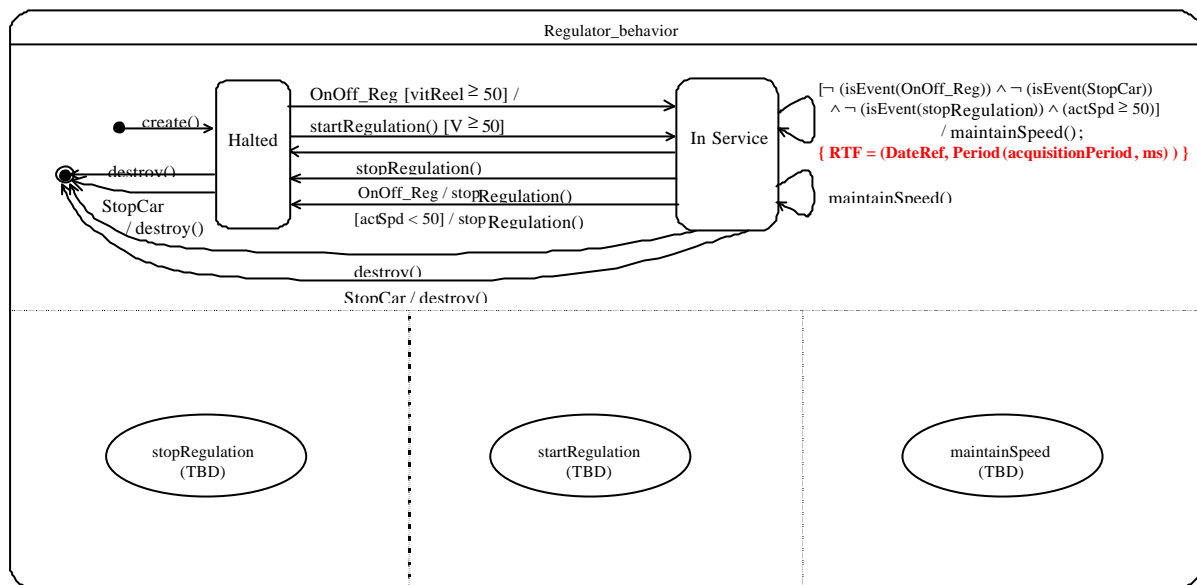 Regulator_behavior
create()
Halted
OnOff_Reg [vitReel ≥ 50] /
startRegulation() [V ≥ 50]
stopRegulation()
OnOff_Reg / stopRegulation()
[actSpd < 50] / stopRegulation()
In Service
[¬ (isEvent(OnOff_Reg)) ∧ ¬ (isEvent(StopCar))
∧ ¬ (isEvent(stopRegulation)) ∧ (actSpd ≥ 50)]
/ maintainSpeed();
{ RTF = (DateRef, Period(acquisitionPeriod, ms) ) }
maintainSpeed()
destroy()
StopCar
/ destroy()
destroy()
StopCar / destroy()
stopRegulation
(TBD)
startRegulation
(TBD)
maintainSpeed
(TBD)